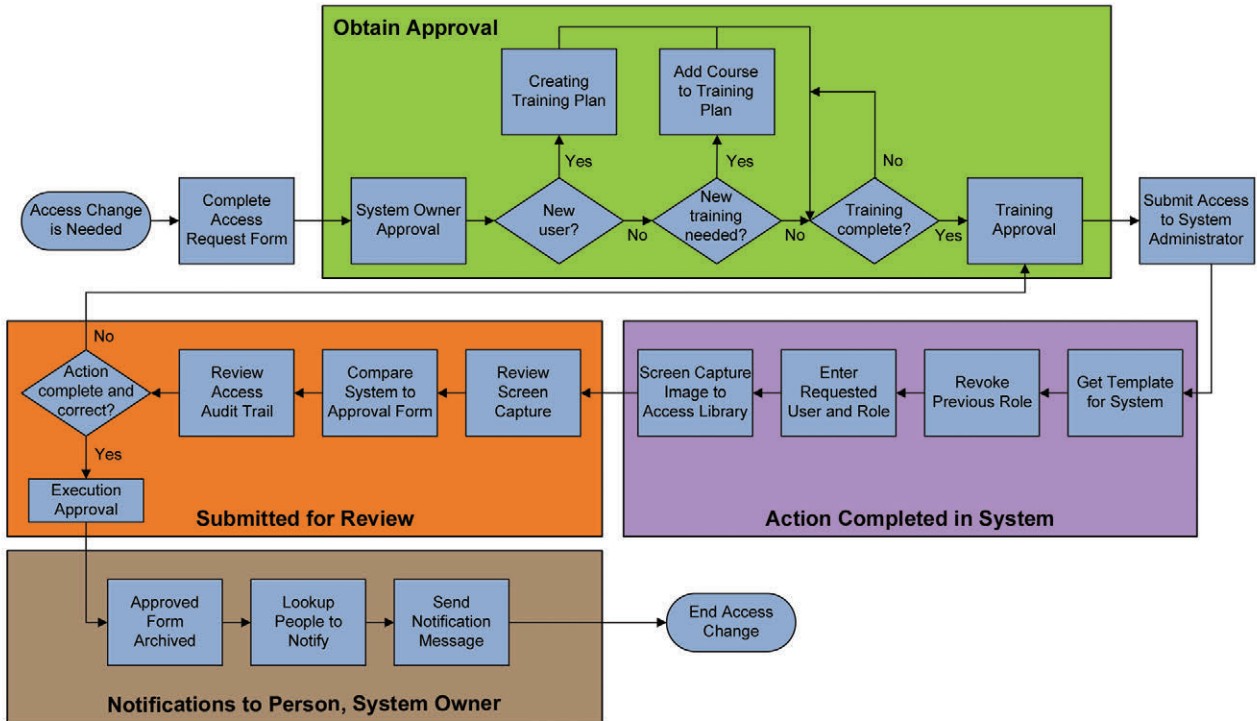 Obtain Approval
Creating
Training Plan
Add Course
to Training
Plan
Yes
Yes
No
Access Change
is Needed
Complete
Access
Request Form
System Owner
Approval
New
user?
No
New
training
needed?
No
Training
complete?
Yes
Training
Approval
Submit Access
to System
Administrator
No
Action
complete and
correct?
Review
Access
Audit Trail
Compare
System to
Approval Form
Review
Screen
Capture
Screen Capture
Image to
Access Library
Enter
Requested
User and Role
Revoke
Previous Role
Get Template
for System
Yes
Execution
Approval
Submitted for Review
Action Completed in System
Approved
Form
Archived
Lookup
People to
Notify
Send
Notification
Message
End Access
Change
Notifications to Person, System Owner